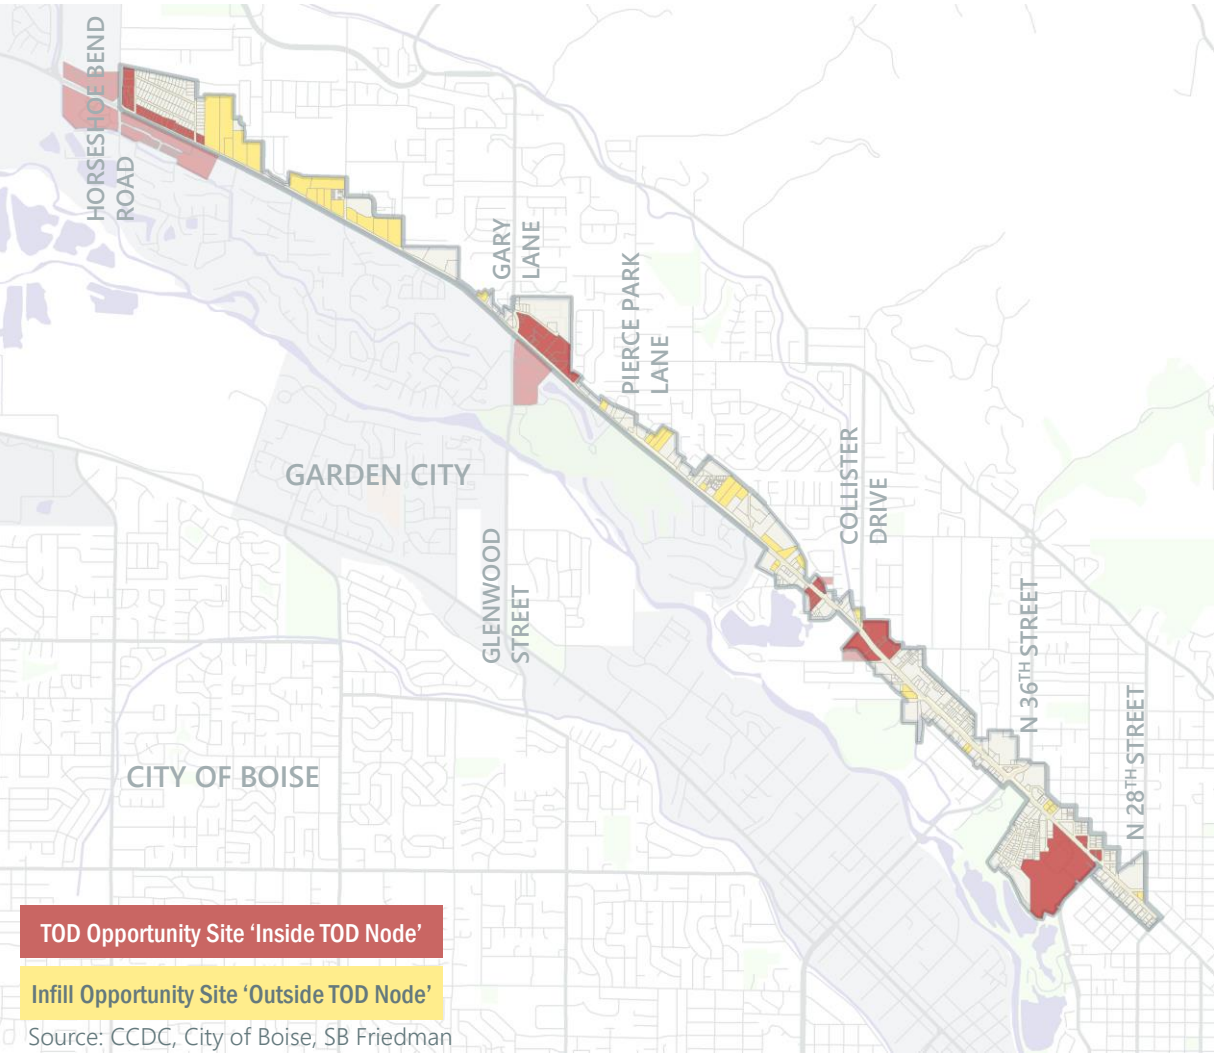 HORSESHOE BEND
ROAD
GARY
LANE
PIERCE PARK
LANE
COLLISTER
DRIVE
GARDEN CITY
GLENWOOD
STREET
N 36TH STREET
N 28TH STREET
CITY OF BOISE
TOD Opportunity Site ‘Inside TOD Node’
Infill Opportunity Site ‘Outside TOD Node’
Source: CCDC, City of Boise, SB Friedman